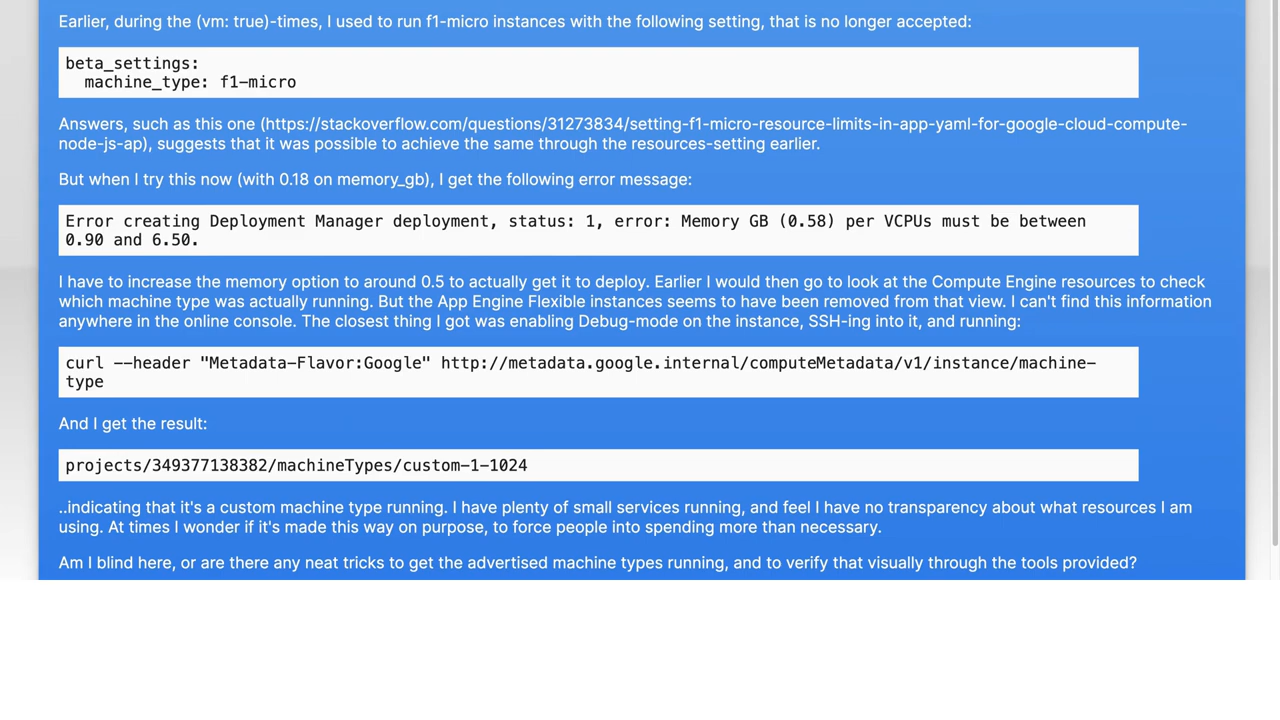 Earlier, during the (vm: true)-times, I used to run f1-micro instances with the following setting, that is no longer accepted:
beta_settings:
  machine_type: f1-micro
Answers, such as this one (https://stackoverflow.com/questions/31273834/setting-f1-micro-resource-limits-in-app-yaml-for-google-cloud-compute-
node-js-ap), suggests that it was possible to achieve the same through the resources-setting earlier.
But when I try this now (with 0.18 on memory_gb), I get the following error message:
Error creating Deployment Manager deployment, status: 1, error: Memory GB (0.58) per VCPUs must be between
0.90 and 6.50.
I have to increase the memory option to around 0.5 to actually get it to deploy. Earlier I would then go to look at the Compute Engine resources to check
which machine type was actually running. But the App Engine Flexible instances seems to have been removed from that view. I can't find this information
anywhere in the online console. The closest thing I got was enabling Debug-mode on the instance, SSH-ing into it, and running:
curl --header "Metadata-Flavor:Google" http://metadata.google.internal/computeMetadata/v1/instance/machine-
type
And I get the result:
projects/349377138382/machineTypes/custom-1-1024
..indicating that it's a custom machine type running. I have plenty of small services running, and feel I have no transparency about what resources I am
using. At times I wonder if it's made this way on purpose, to force people into spending more than necessary.
Am I blind here, or are there any neat tricks to get the advertised machine types running, and to verify that visually through the tools provided?